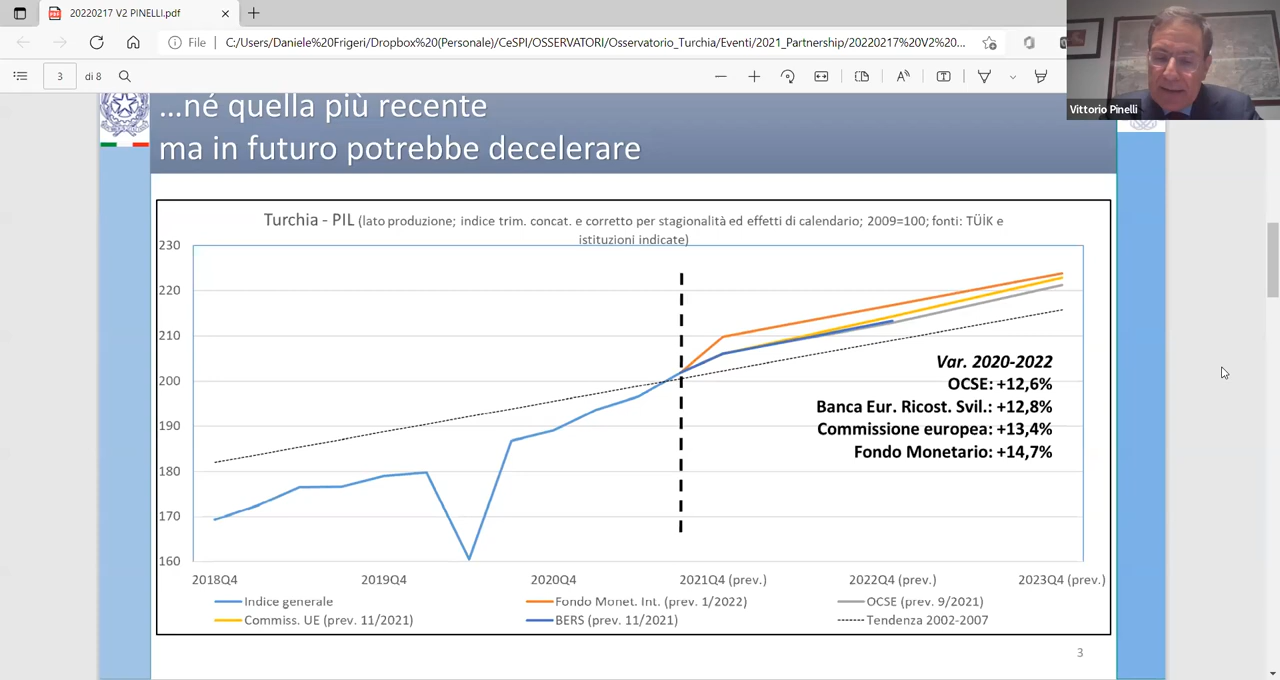 20220217 V2 PINELLI.pdf
File
C:/Users/Daniele%20Frigeri/Dropbox%20(Personale)/CeSPI/OSSERVATORI/Osservatorio_Turchia/Eventi/2021_Partnership/20220217%20V2%20...
3
di 8
Vittorio Pinelli
...né quella più recente
ma in futuro potrebbe decelerare
Turchia - PIL (lato produzione; indice trim. concat. e corretto per stagionalità ed effetti di calendario; 2009=100; fonti: TÜİK e
istituzioni indicate)
230
220
210
200
190
180
170
160
Var. 2020-2022
OCSE: +12,6%
Banca Eur. Ricost. Svil.: +12,8%
Commissione europea: +13,4%
Fondo Monetario: +14,7%
2018Q4
2019Q4
2020Q4
2021Q4 (prev.)
2022Q4 (prev.)
2023Q4 (prev.)
Indice generale
Fondo Monet. Int. (prev. 1/2022)
OCSE (prev. 9/2021)
Commiss. UE (prev. 11/2021)
BERS (prev. 11/2021)
Tendenza 2002-2007
3